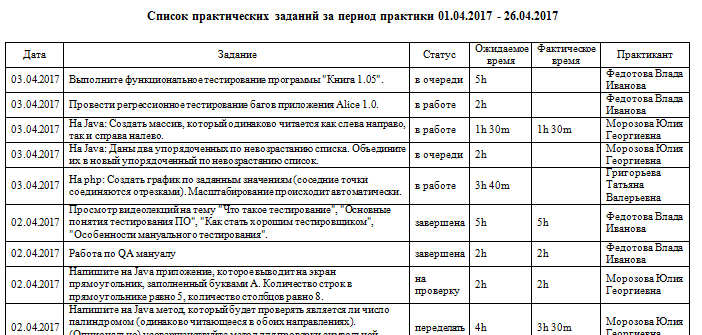 Список практических заданий за период практики 01.04.2017 - 26.04.2017
Дата Задание Статус Ожидаемое время Фактическое время Практикант
03.04.2017 Выполните функциональное тестирование программы "Книга 1.05". в очереди 5h Федотова Влада
Иванова
03.04.2017 Провести регрессионное тестирование багов приложения Alice 1.0. в работе 2h Федотова Влада
Иванова
03.04.2017 На Java: Создать массив, который одинаково читается как слева направо,
так и справа налево. в работе 1h 30m 1h 30m Морозова Юлия
Георгиевна
03.04.2017 На Java: Даны два упорядоченных по невозрастанию списка. Объедините
их в новый упорядоченный по невозрастанию список. в очереди 2h Морозова Юлия
Георгиевна
03.04.2017 На php: Создать график по заданным значениям (соседние точки
соединяются отрезками). Масштабирование происходит автоматически. в работе 3h 40m Григорьева
Татьяна
Валерьевна
02.04.2017 Просмотр видеолекций на тему "Что такое тестирование", "Основные
понятия тестирования ПО", "Как стать хорошим тестировщиком",
"Особенности мануального тестирования". завершена 5h 5h Федотова Влада
Иванова
02.04.2017 Работа по QA мануалу завершена 2h 2h Федотова Влада
Иванова
02.04.2017 Напишите на Java приложение, которое выводит на экран
прямоугольник, заполненный буквами А. Количество строк в
прямоугольнике равно 5, количество столбцов равно 8. на
проверку 2h 2h Морозова Юлия
Георгиевна
02.04.2017 Напишите на Java метод, который будет проверять является ли число
палиндромом (одинаково читающееся в обоих направлениях). переделать 4h 3h 30m Морозова Юлия
Георгиевна